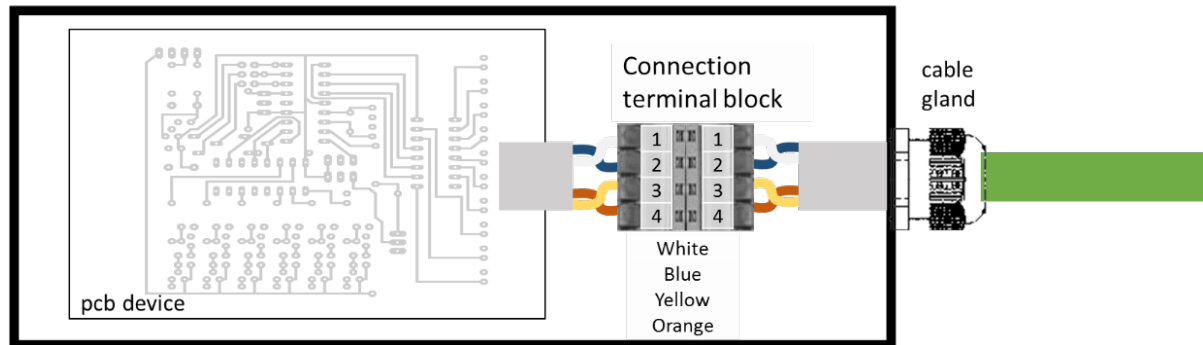 Connection
terminal block
cable
gland
1 1
2 2
3 3
4 4
White
Blue
Yellow
Orange
pcb device